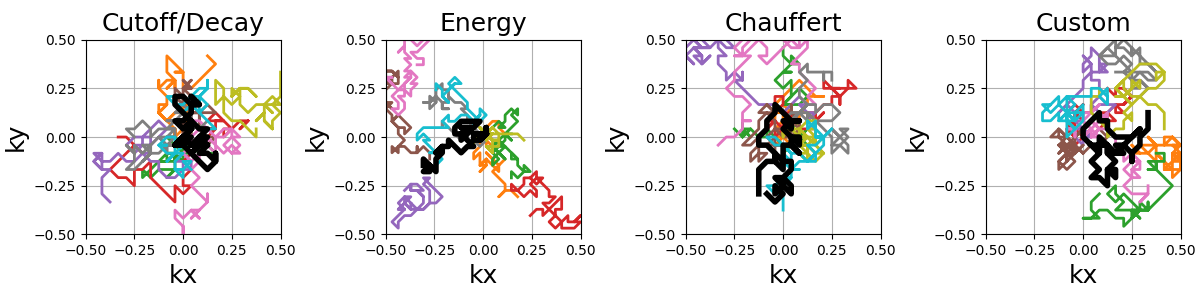 Cutoff/Decay Energy Chauffert Custom
0.50 0.50 0.50 0.50
0.25 0.25 0.25 0.25
ky 0.00 ky 0.00 ky 0.00 ky 0.00
−0.25 −0.25 −0.25 −0.25
−0.50 −0.50 −0.50 −0.50
−0.50 −0.25 0.00 0.25 0.50 −0.50 −0.25 0.00 0.25 0.50 −0.50 −0.25 0.00 0.25 0.50 −0.50 −0.25 0.00 0.25 0.50
kx kx kx kx